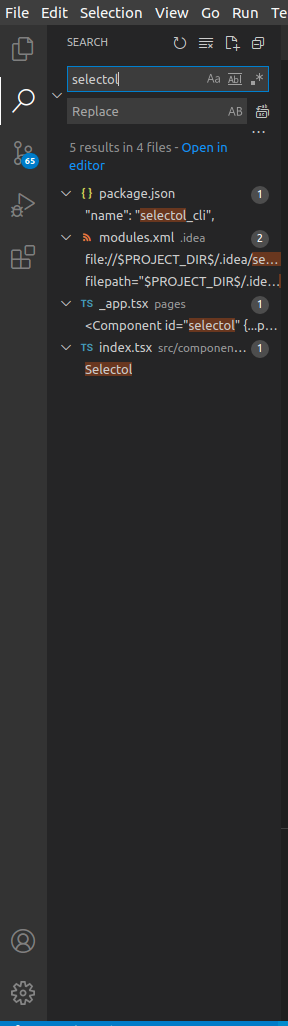 File Edit Selection View Go Run Te
SEARCH
selectol Aa Abl .*
Replace AB
...
5 results in 4 files - Open in
editor
{} package.json 1
"name": "selectol_cli",
modules.xml .idea 2
file://$PROJECT_DIR$/.idea/se...
filepath="$PROJECT_DIR$/.ide...
TS _app.tsx pages 1
<Component id="selectol" {...p...
TS index.tsx src/componen... 1
Selectol
65